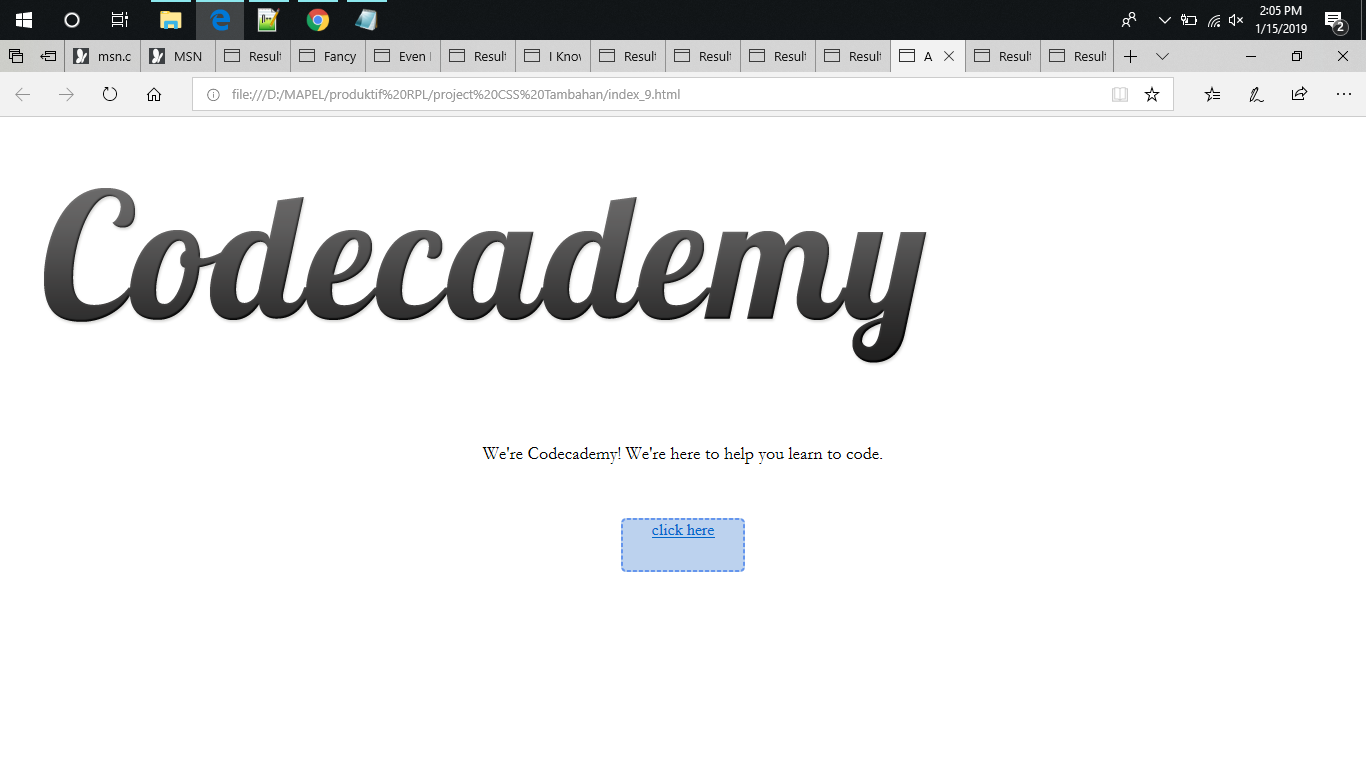 2:05 PM
1/15/2019
2
msn.c
MSN
Result
Fancy
Even
Result
I Know
Result
Result
Result
Result
A
Result
Result
file:///D:/MAPEL/produktif%20RPL/project%20CSS%20Tambahan/index_9.html
Codecademy
We're Codecademy! We're here to help you learn to code.
click here